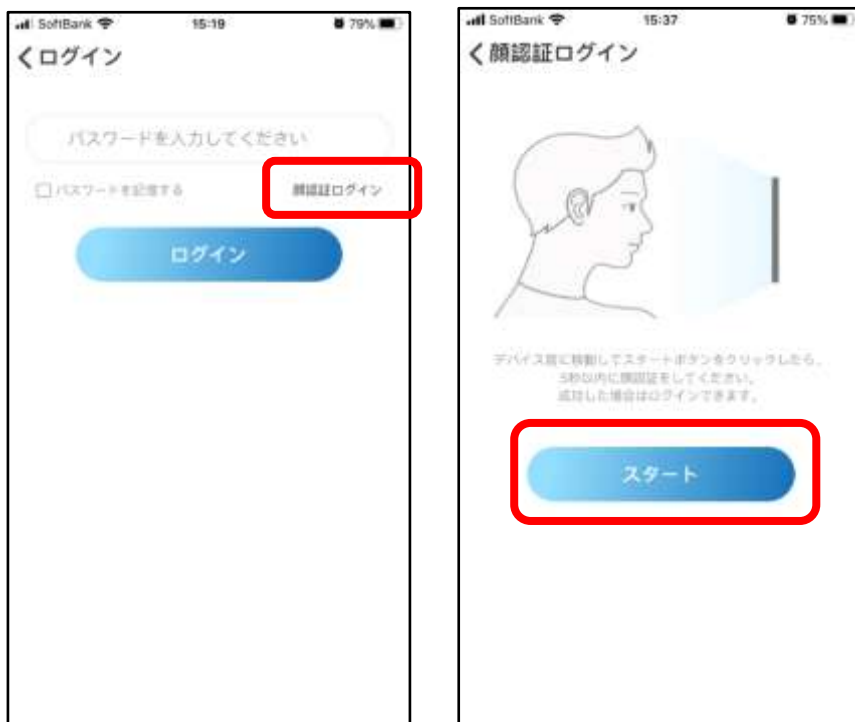 SoftBank 15:19 79%
ログイン
パスワードを入力してください
パスワードを記憶する 顔認証ログイン
ログイン
SoftBank 15:37 75%
顔認証ログイン
デバイス前に移動してスタートボタンをクリックしたら、
5秒以内に顔認証をしてください。
成功した場合はログインできます。
スタート